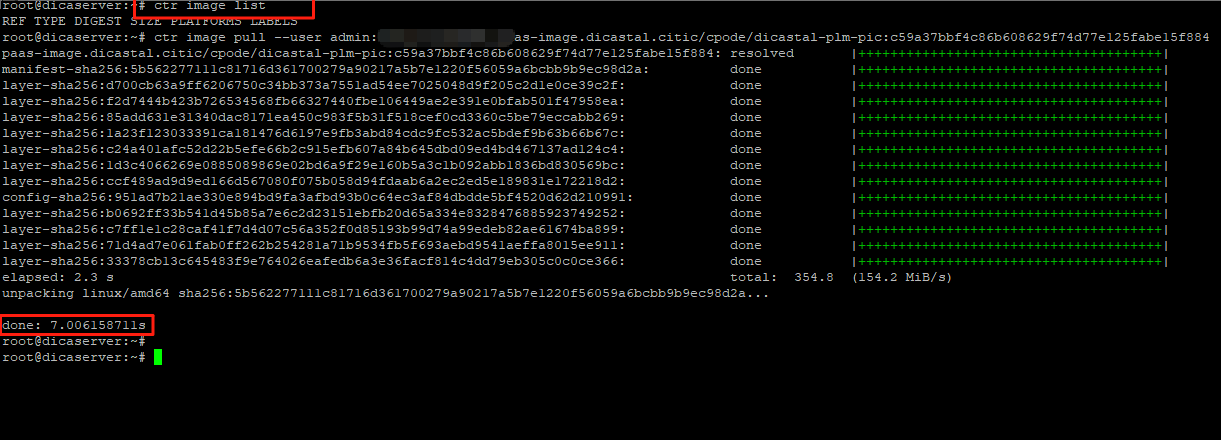 root@dicaserver:~# ctr image list
REF TYPE DIGEST SIZE PLATFORMS LABELS
root@dicaserver:~# ctr image pull --user admin: aas-image.dicastal.citic/cpode/dicastal-plm-pic:c59a37bbf4c86b608629f74d77e125fabe15f884
paas-image.dicastal.citic/cpode/dicastal-plm-pic:c59a37bbf4c86b608629f74d77e125fabe15f884: resolved |++++++++++++++++++++++++++++++++++++++|
manifest-sha256:5b562277111c81716d361700279a90217a5b7e1220f56059a6bcbb9b9ec98d2a: done |++++++++++++++++++++++++++++++++++++++|
layer-sha256:d700cb63a9ff6206750c34bb373a7551ad54ee7025048d9f205c2d1e0ce39c2f: done |++++++++++++++++++++++++++++++++++++++|
layer-sha256:f2d7444b423b726534568fb66327440fbe106449ae2e391e0bfab501f47958ea: done |++++++++++++++++++++++++++++++++++++++|
layer-sha256:85add631e31340dac8171ea450c983f5b31f518cef0cd3360c5be79eccabb269: done |++++++++++++++++++++++++++++++++++++++|
layer-sha256:1a23f123033391ca181476d6197e9fb3abd84cdc9fc532ac5bdef9b63b66b67c: done |++++++++++++++++++++++++++++++++++++++|
layer-sha256:c24a401afc52d22b5efe66b2c915efb607a84b645dbd09ed4bd467137ad124c4: done |++++++++++++++++++++++++++++++++++++++|
layer-sha256:1d3c4066269e0885089869e02bd6a9f29e160b5a3c1b092abb1836bd830569bc: done |++++++++++++++++++++++++++++++++++++++|
layer-sha256:ccf489ad9d9ed166d567080f075b058d94fdaab6a2ec2ed5e189831e172218d2: done |++++++++++++++++++++++++++++++++++++++|
config-sha256:951ad7b21ae330e894bd9fa3afbd93b0c64ec3af84dbdde5bf4520d62d210991: done |++++++++++++++++++++++++++++++++++++++|
layer-sha256:b0692ff33b541d45b85a7e6c2d23151ebfb20d65a334e8328476885923749252: done |++++++++++++++++++++++++++++++++++++++|
layer-sha256:c7ff1e1c28caf41f7d4d07c56a352f0d85193b99d74a99edeb82ae61674ba899: done |++++++++++++++++++++++++++++++++++++++|
layer-sha256:71d4ad7e061fab0ff262b254281a71b9534fb5f693aebd9541aeffa8015ee911: done |++++++++++++++++++++++++++++++++++++++|
layer-sha256:33378cb13c645483f9e764026eafedb6a3e36facf814c4dd79eb305c0c0ce366: done |++++++++++++++++++++++++++++++++++++++|
elapsed: 2.3 s total: 354.8 (154.2 MiB/s)
unpacking linux/amd64 sha256:5b562277111c81716d361700279a90217a5b7e1220f56059a6bcbb9b9ec98d2a...
done: 7.006158711s
root@dicaserver:~#
root@dicaserver:~#